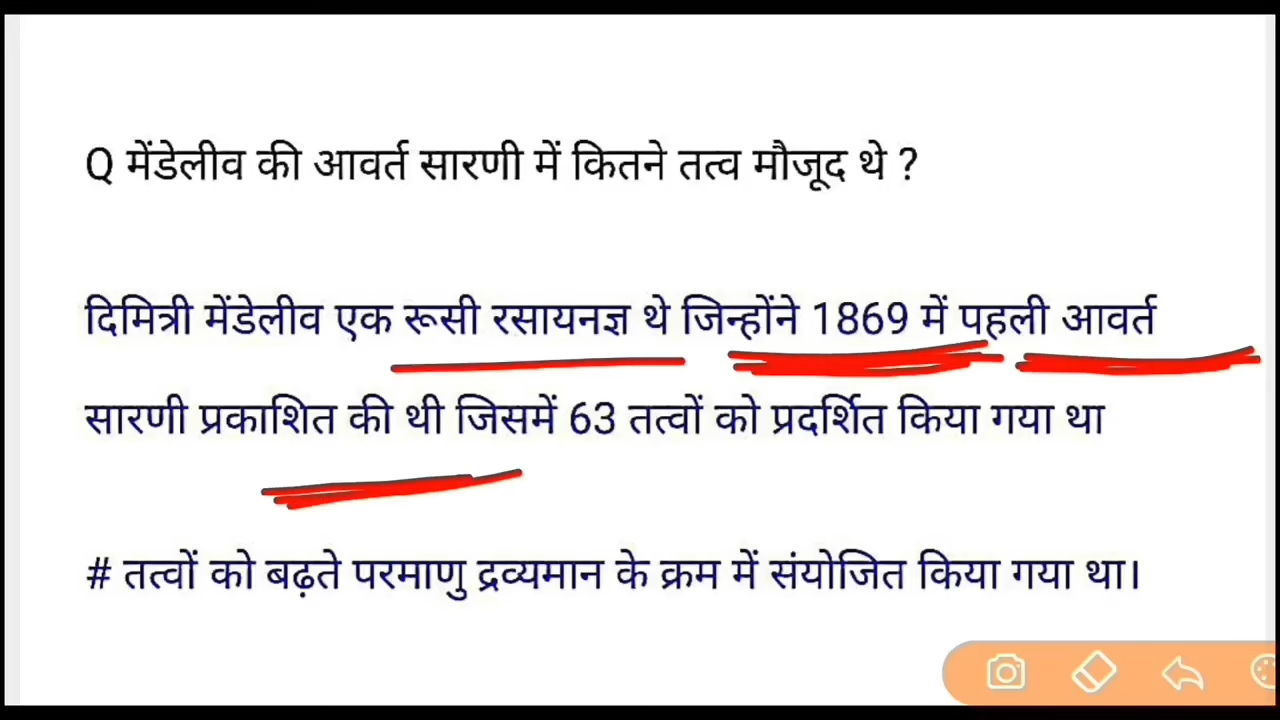 Q मेंडेलीव की आवर्त सारणी में कितने तत्व मौजूद थे ?
दिमित्री मेंडेलीव एक रूसी रसायनज्ञ थे जिन्होंने 1869 में पहली आवर्त
सारणी प्रकाशित की थी जिसमें 63 तत्वों को प्रदर्शित किया गया था
# तत्वों को बढ़ते परमाणु द्रव्यमान के क्रम में संयोजित किया गया था।